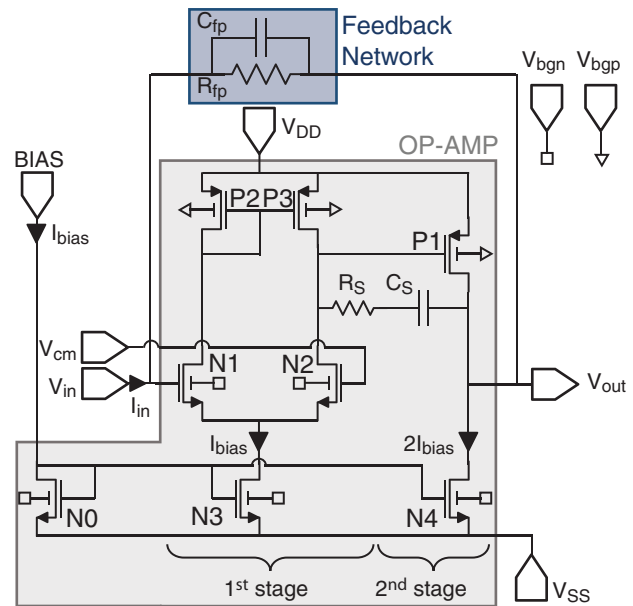 C_fp
Feedback
Network
R_fp
V_bgn
V_bgp
V_DD
OP-AMP
BIAS
P2
P3
P1
I_bias
R_S
C_S
V_cm
N1
N2
V_in
I_in
V_out
I_bias
2I_bias
N0
N3
N4
1st stage
2nd stage
V_SS